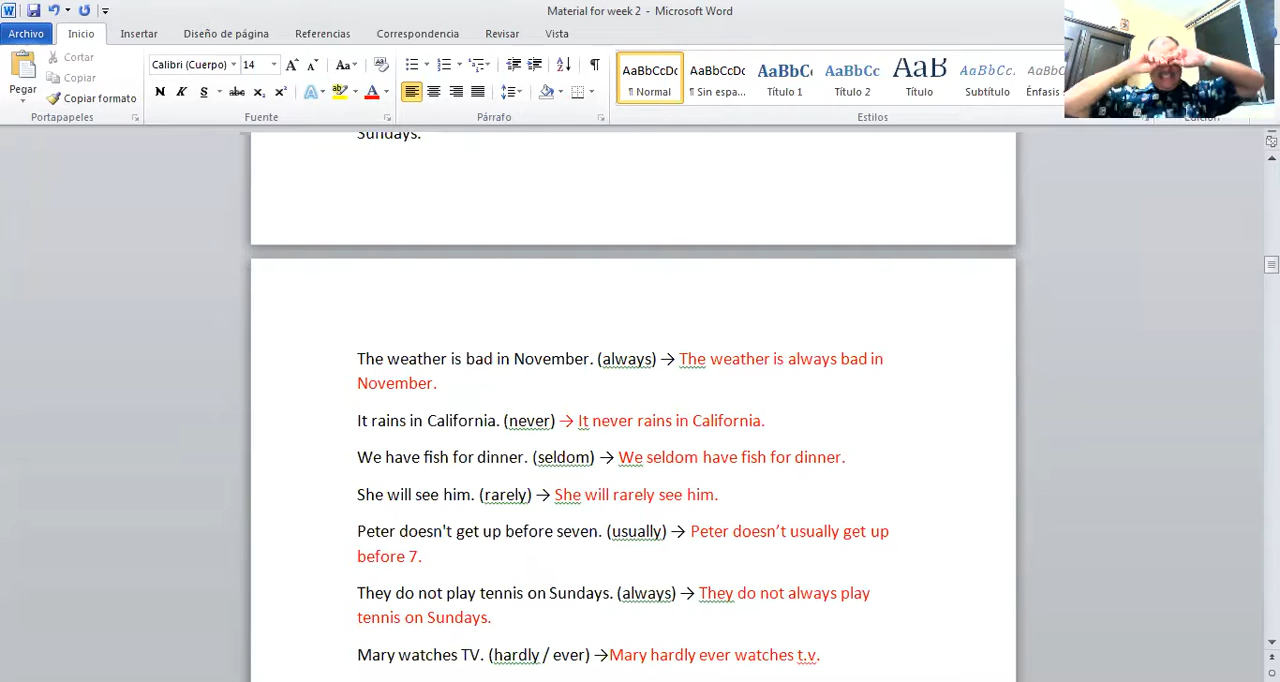 Material for week 2 - Microsoft Word
Archivo Inicio Insertar Diseño de página Referencias Correspondencia Revisar Vista
Pegar
Cortar
Copiar
Copiar formato
Portapapeles
Calibri (Cuerpo) 14 Aa
N K S abc x₂ x² A ab A
Fuente
Párrafo
AaBbCcDc AaBbCcDc AaBbC AaBbCc AaB AaBbCc. AaBbC
¶ Normal ¶ Sin espa... Título 1 Título 2 Título Subtítulo Énfasis
Estilos
Sundays.
The weather is bad in November. (always) → The weather is always bad in
November.
It rains in California. (never) → It never rains in California.
We have fish for dinner. (seldom) → We seldom have fish for dinner.
She will see him. (rarely) → She will rarely see him.
Peter doesn't get up before seven. (usually) → Peter doesn’t usually get up
before 7.
They do not play tennis on Sundays. (always) → They do not always play
tennis on Sundays.
Mary watches TV. (hardly / ever) →Mary hardly ever watches t.v.